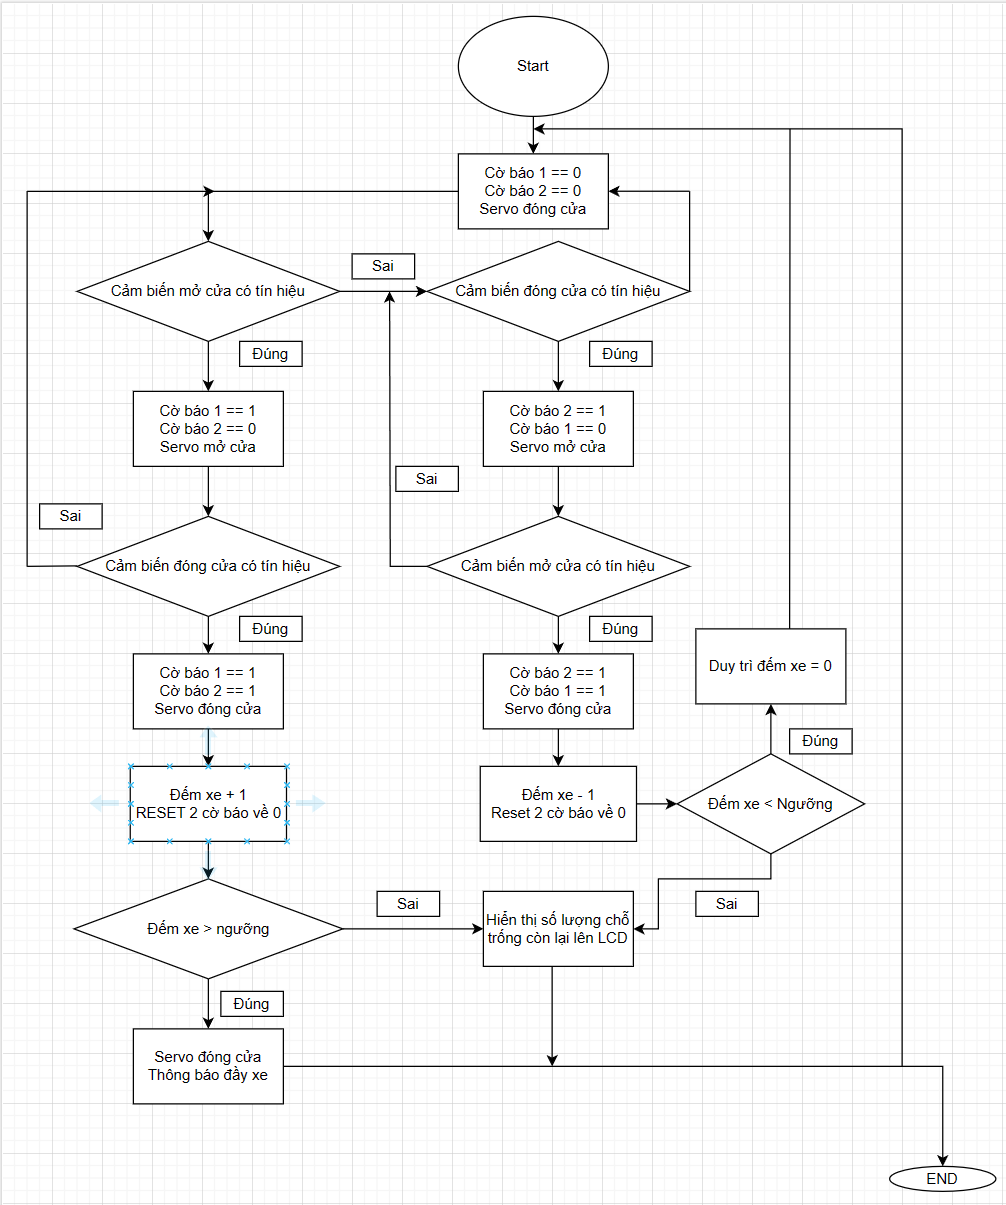 Start
Cờ báo 1 == 0
Cờ báo 2 == 0
Servo đóng cửa
Cảm biến mở cửa có tín hiệu
Sai
Cảm biến đóng cửa có tín hiệu
Đúng
Đúng
Cờ báo 1 == 1
Cờ báo 2 == 0
Servo mở cửa
Cờ báo 2 == 1
Cờ báo 1 == 0
Servo mở cửa
Sai
Sai
Cảm biến đóng cửa có tín hiệu
Cảm biến mở cửa có tín hiệu
Đúng
Đúng
Cờ báo 1 == 1
Cờ báo 2 == 1
Servo đóng cửa
Cờ báo 2 == 1
Cờ báo 1 == 1
Servo đóng cửa
Duy trì đếm xe = 0
Đúng
Đếm xe + 1
RESET 2 cờ báo về 0
Đếm xe - 1
Reset 2 cờ báo về 0
Đếm xe < Ngưỡng
Sai
Sai
Đếm xe > ngưỡng
Hiển thị số lượng chỗ
trống còn lại lên LCD
Đúng
Servo đóng cửa
Thông báo đầy xe
END